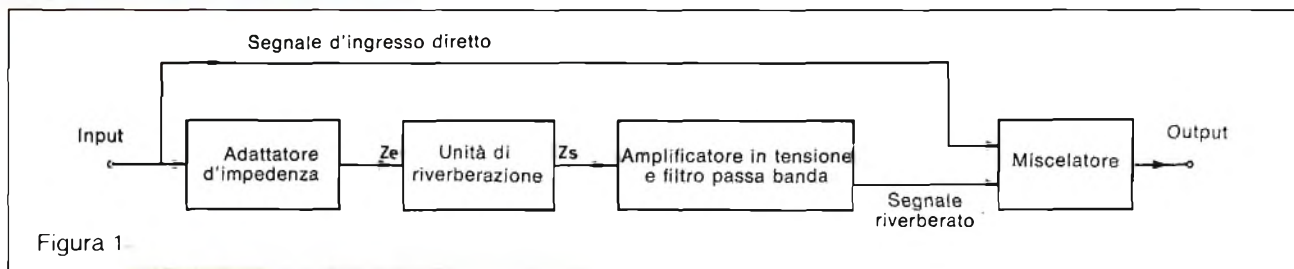 Segnale d'ingresso diretto
Input
Adattatore
d'impedenza
Ze
Unità di
riverberazione
Zs
Amplificatore in tensione
e filtro passa banda
Segnale
riverberato
Miscelatore
Output
Figura 1